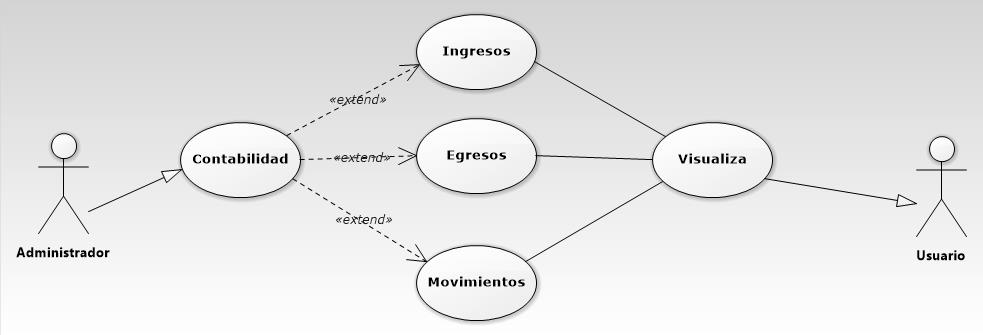 Ingresos
«extend»
Contabilidad
«extend»
Egresos
Visualiza
«extend»
Administrador
Usuario
Movimientos